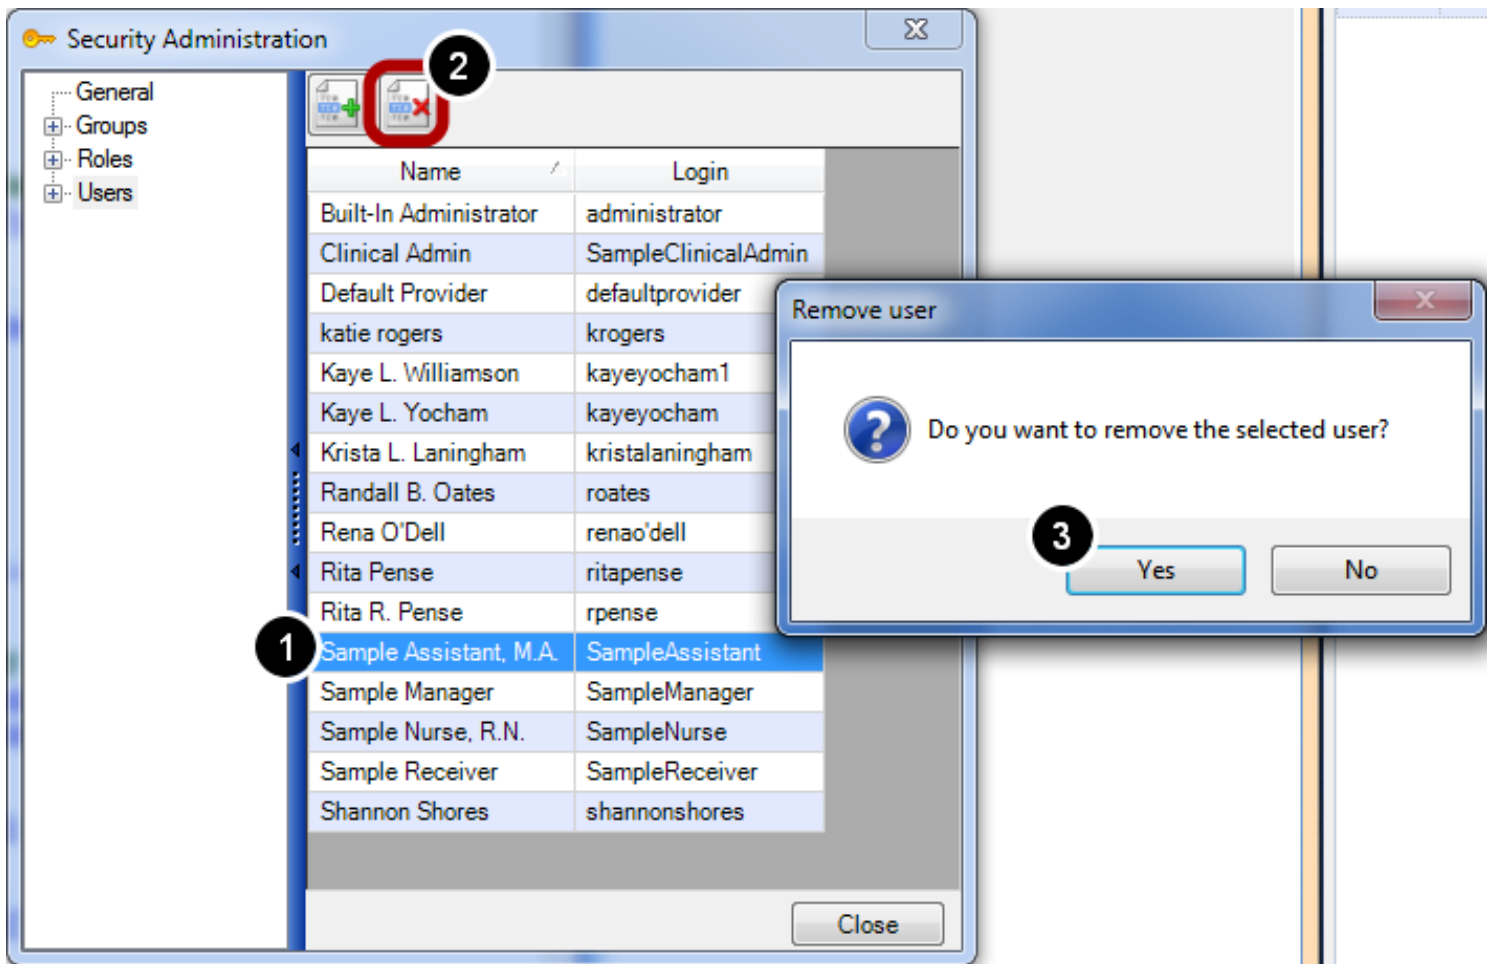 Security Administration
2
General
Groups
Roles
Users
Name Login
Built-In Administrator administrator
Clinical Admin SampleClinicalAdmin
Default Provider defaultprovider
katie rogers krogers
Kaye L. Williamson kayeyocham1
Kaye L. Yocham kayeyocham
Krista L. Laningham kristalaningham
Randall B. Oates roates
Rena O'Dell renao'dell
Rita Pense ritapense
Rita R. Pense rpense
1
Sample Assistant, M.A. SampleAssistant
Sample Manager SampleManager
Sample Nurse, R.N. SampleNurse
Sample Receiver SampleReceiver
Shannon Shores shannonshores
Close
Remove user
Do you want to remove the selected user?
3
Yes No